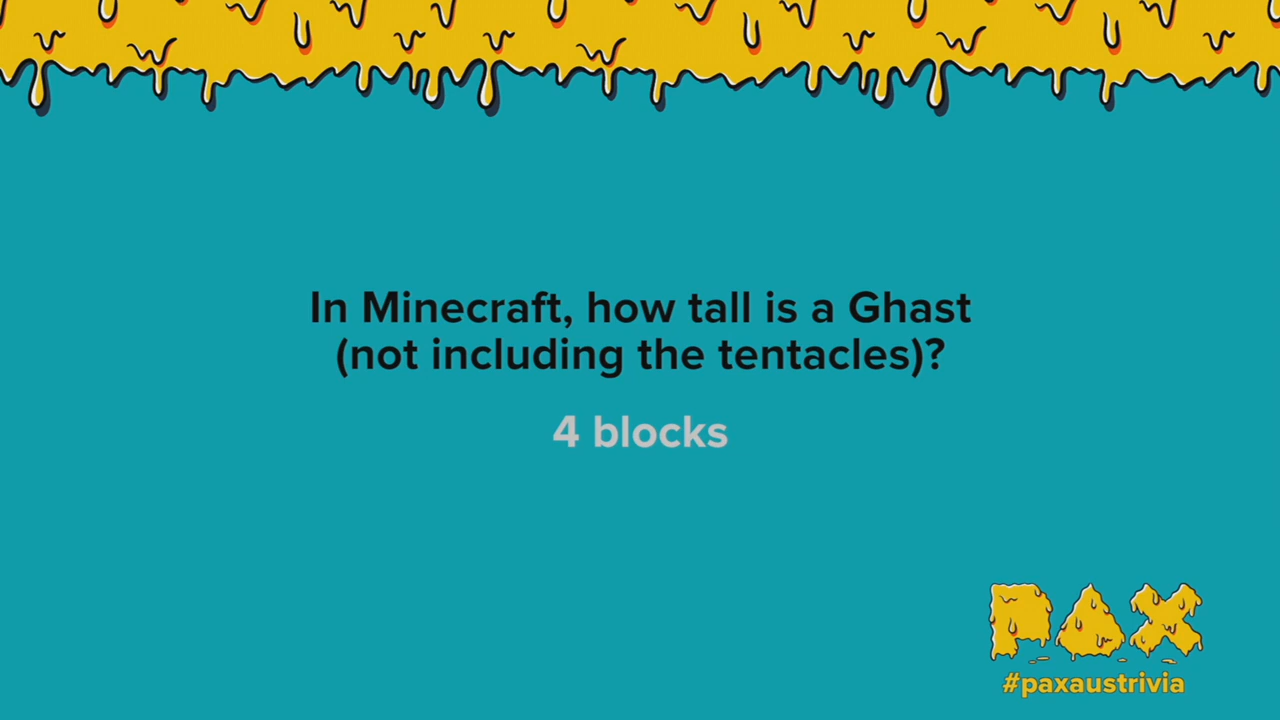 In Minecraft, how tall is a Ghast
(not including the tentacles)?
4 blocks
PAX
#paxaustrivia